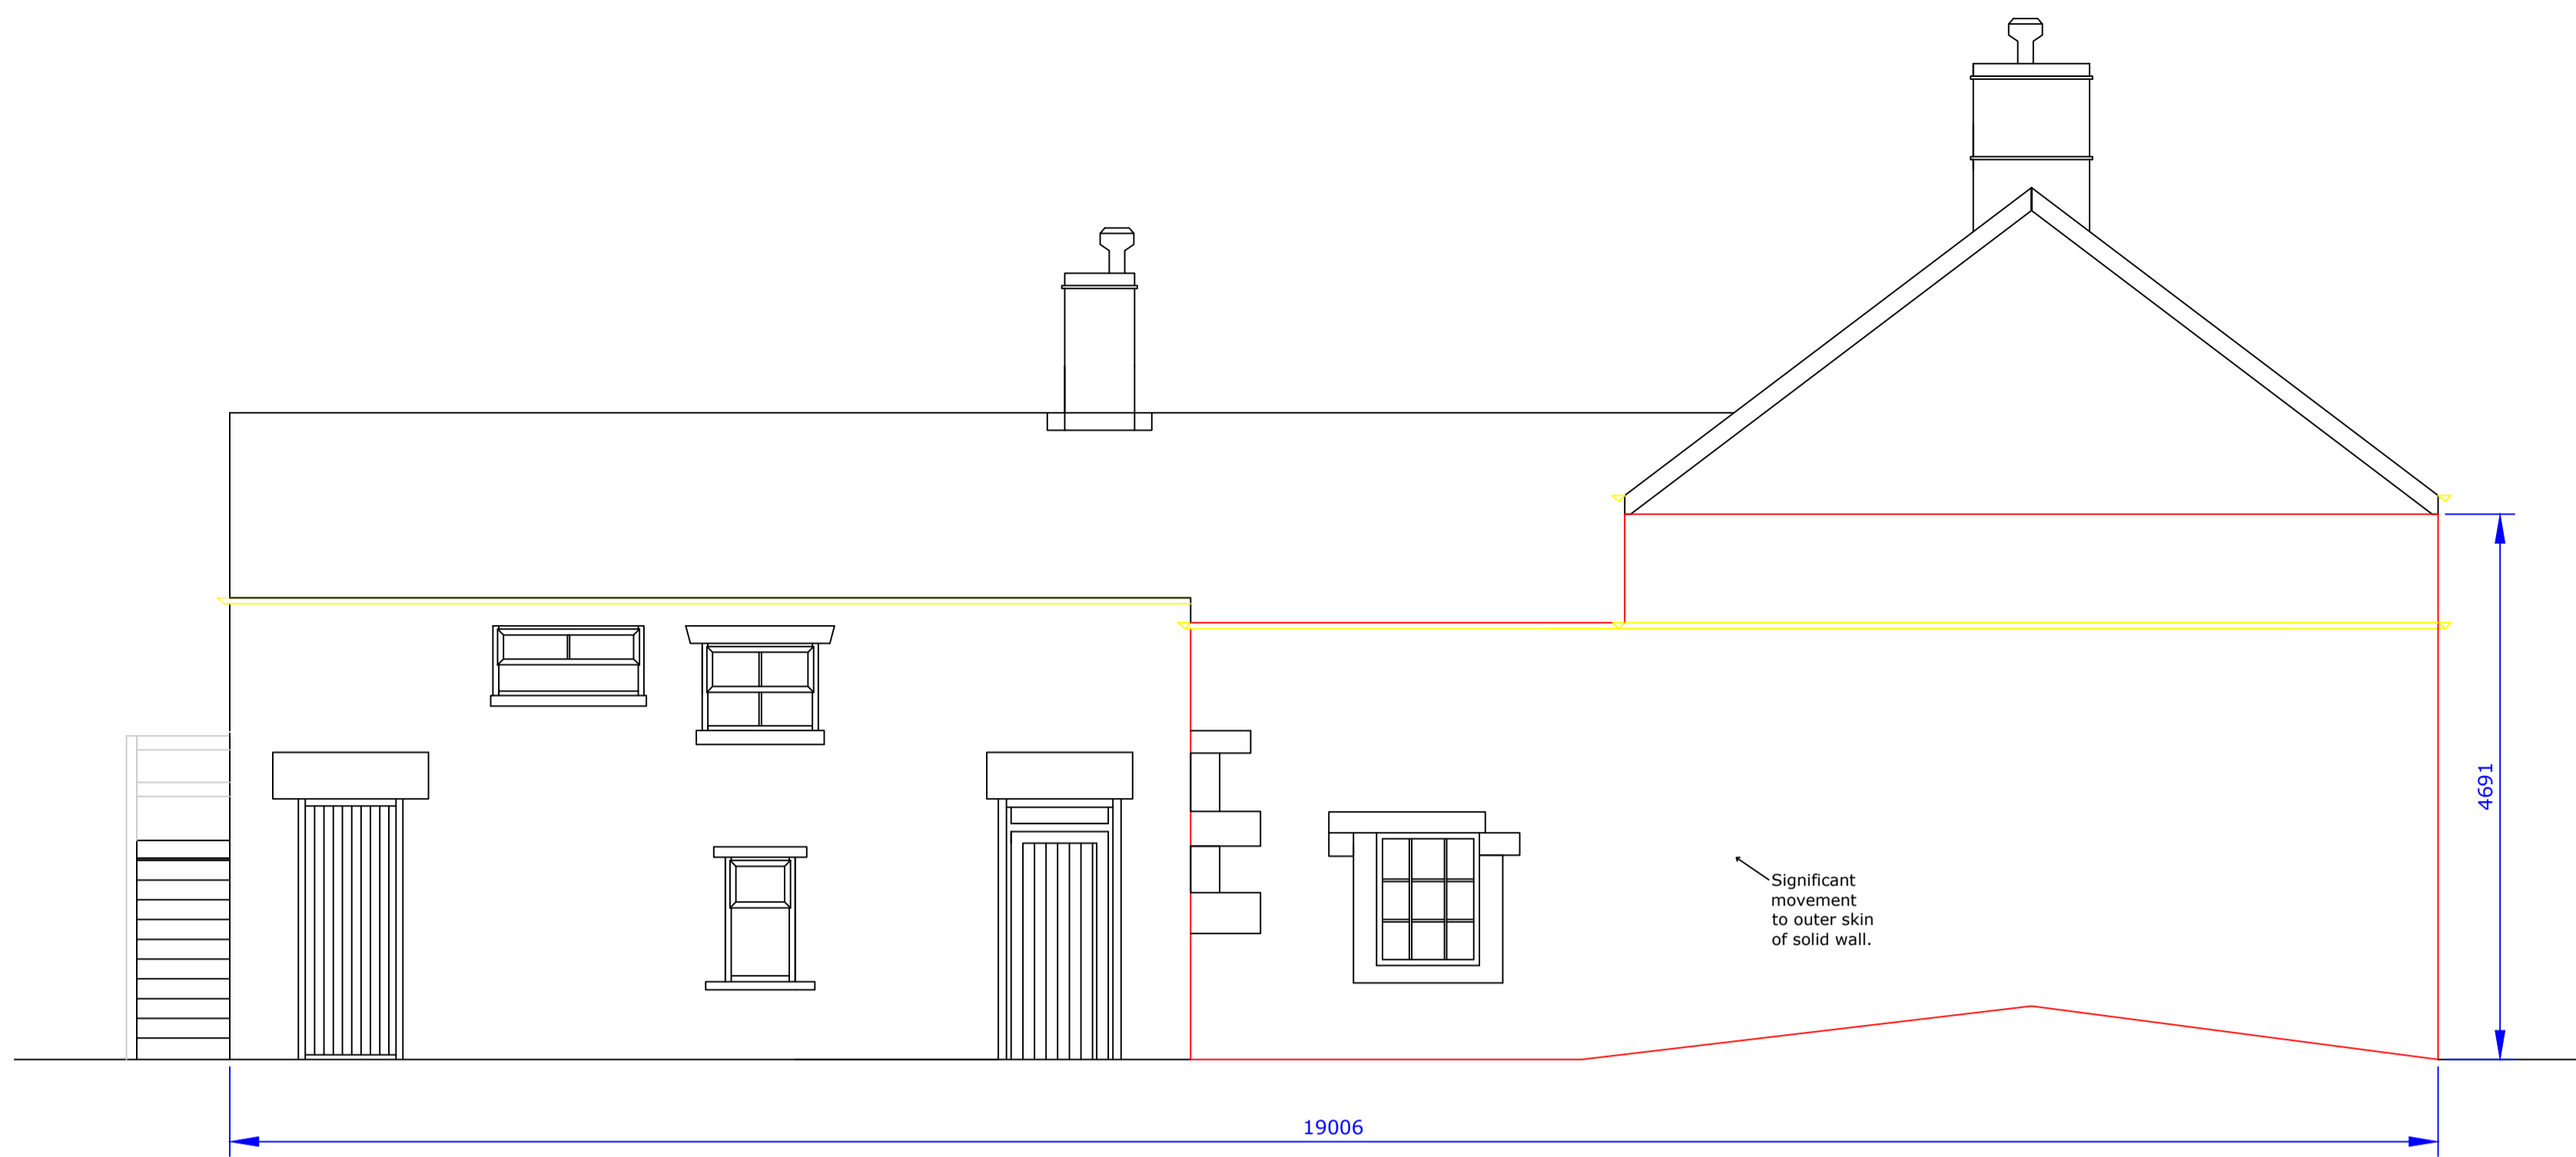 Significant
movement
to outer skin
of solid wall.
4691
19006